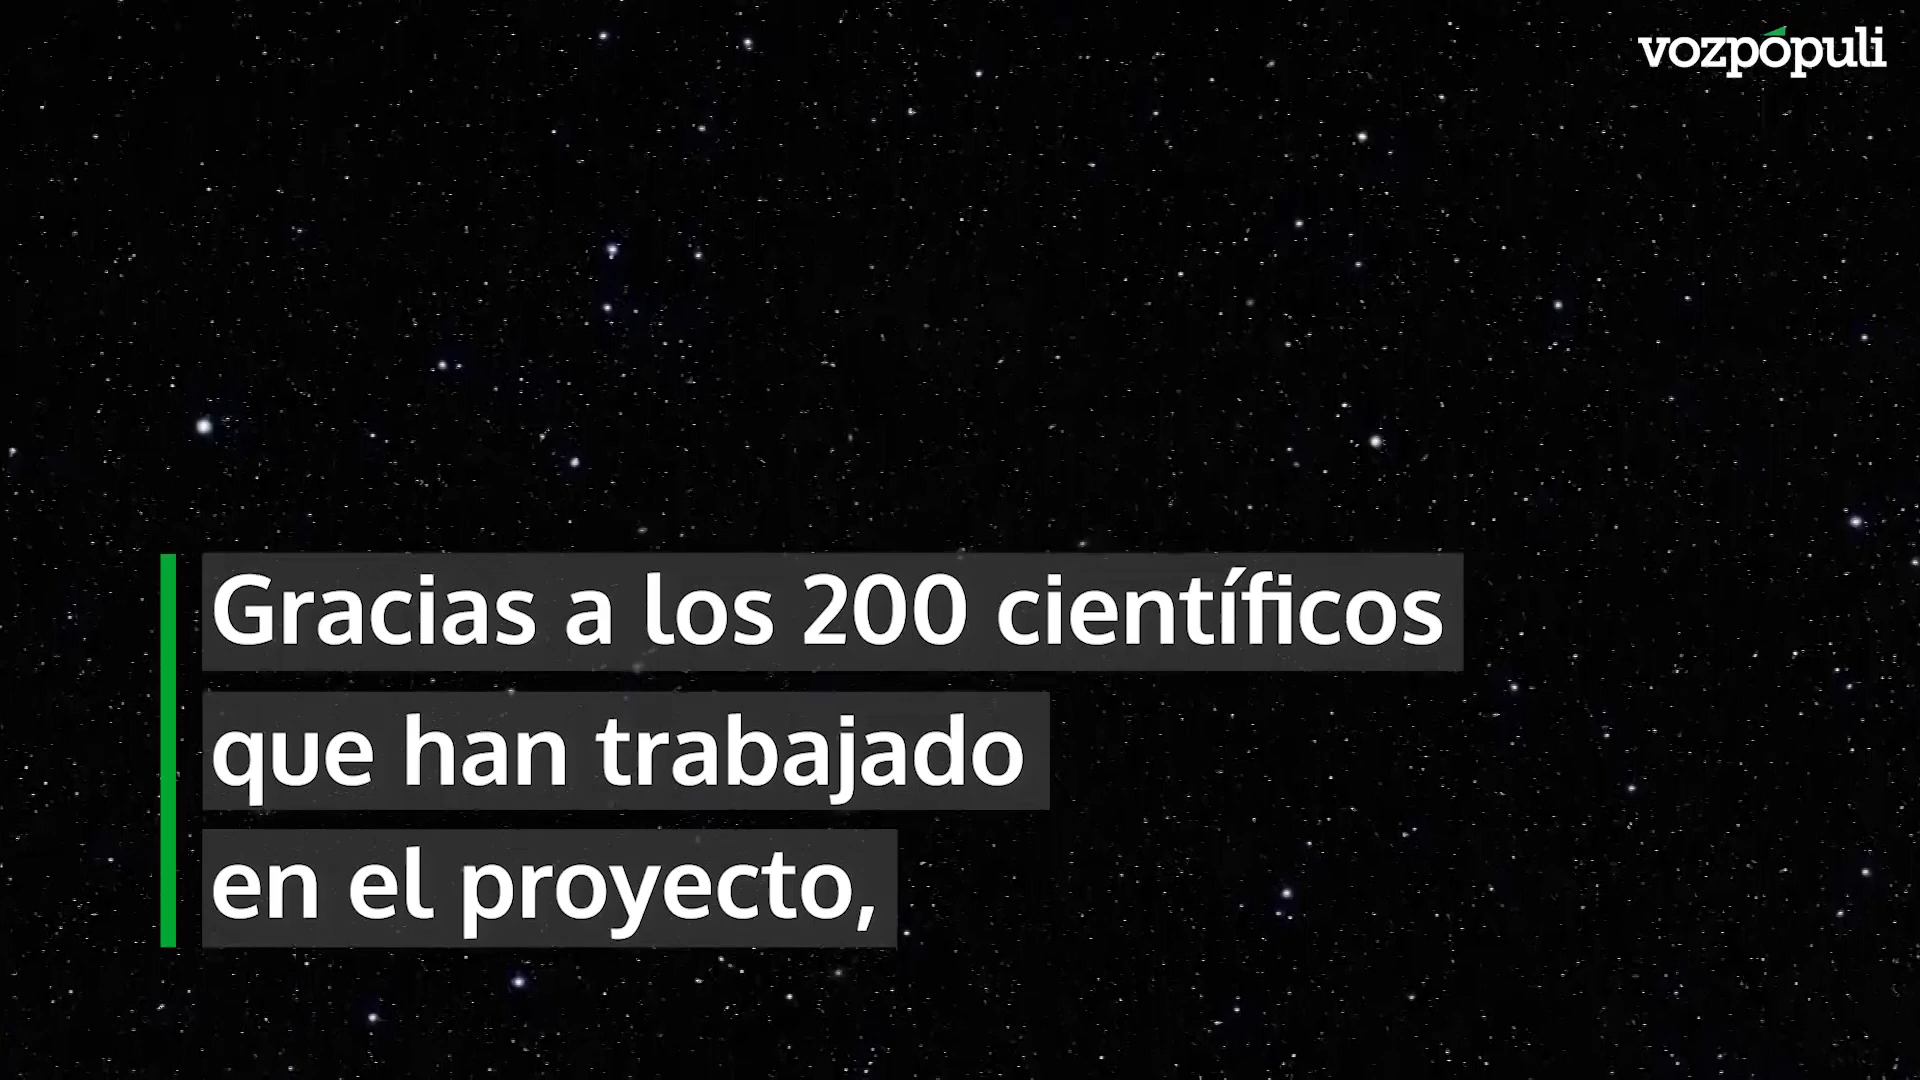 vozpópuli
Gracias a los 200 científicos
que han trabajado
en el proyecto,